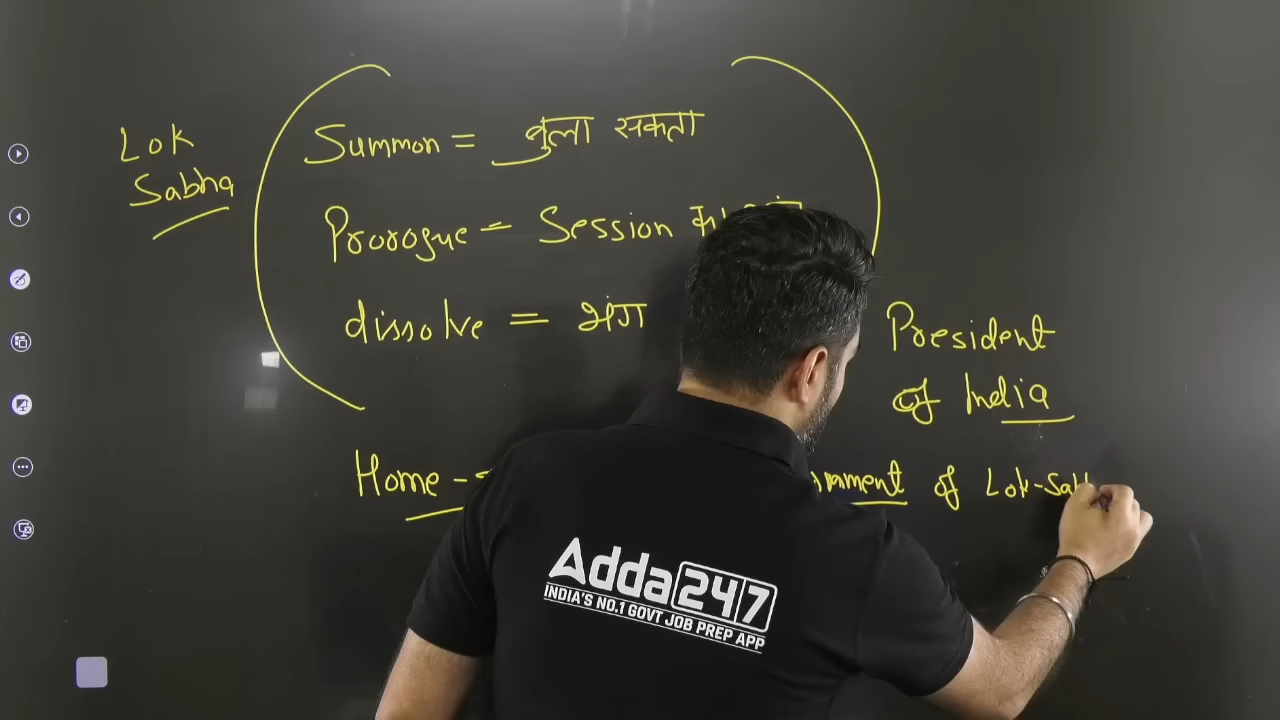 Lok
Sabha
Summon = बुला सकता
Prorogue = Session का
dissolve = भंग
President
of India
Home -
of Lok-Sabh
Adda247
INDIA'S NO.1 GOVT JOB PREP APP